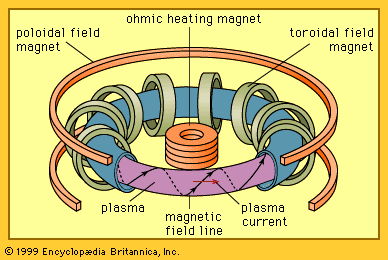 ohmic heating magnet
poloidal field
magnet
toroidal field
magnet
plasma
magnetic
field line
plasma
current
© 1999 Encyclopædia Britannica, Inc.